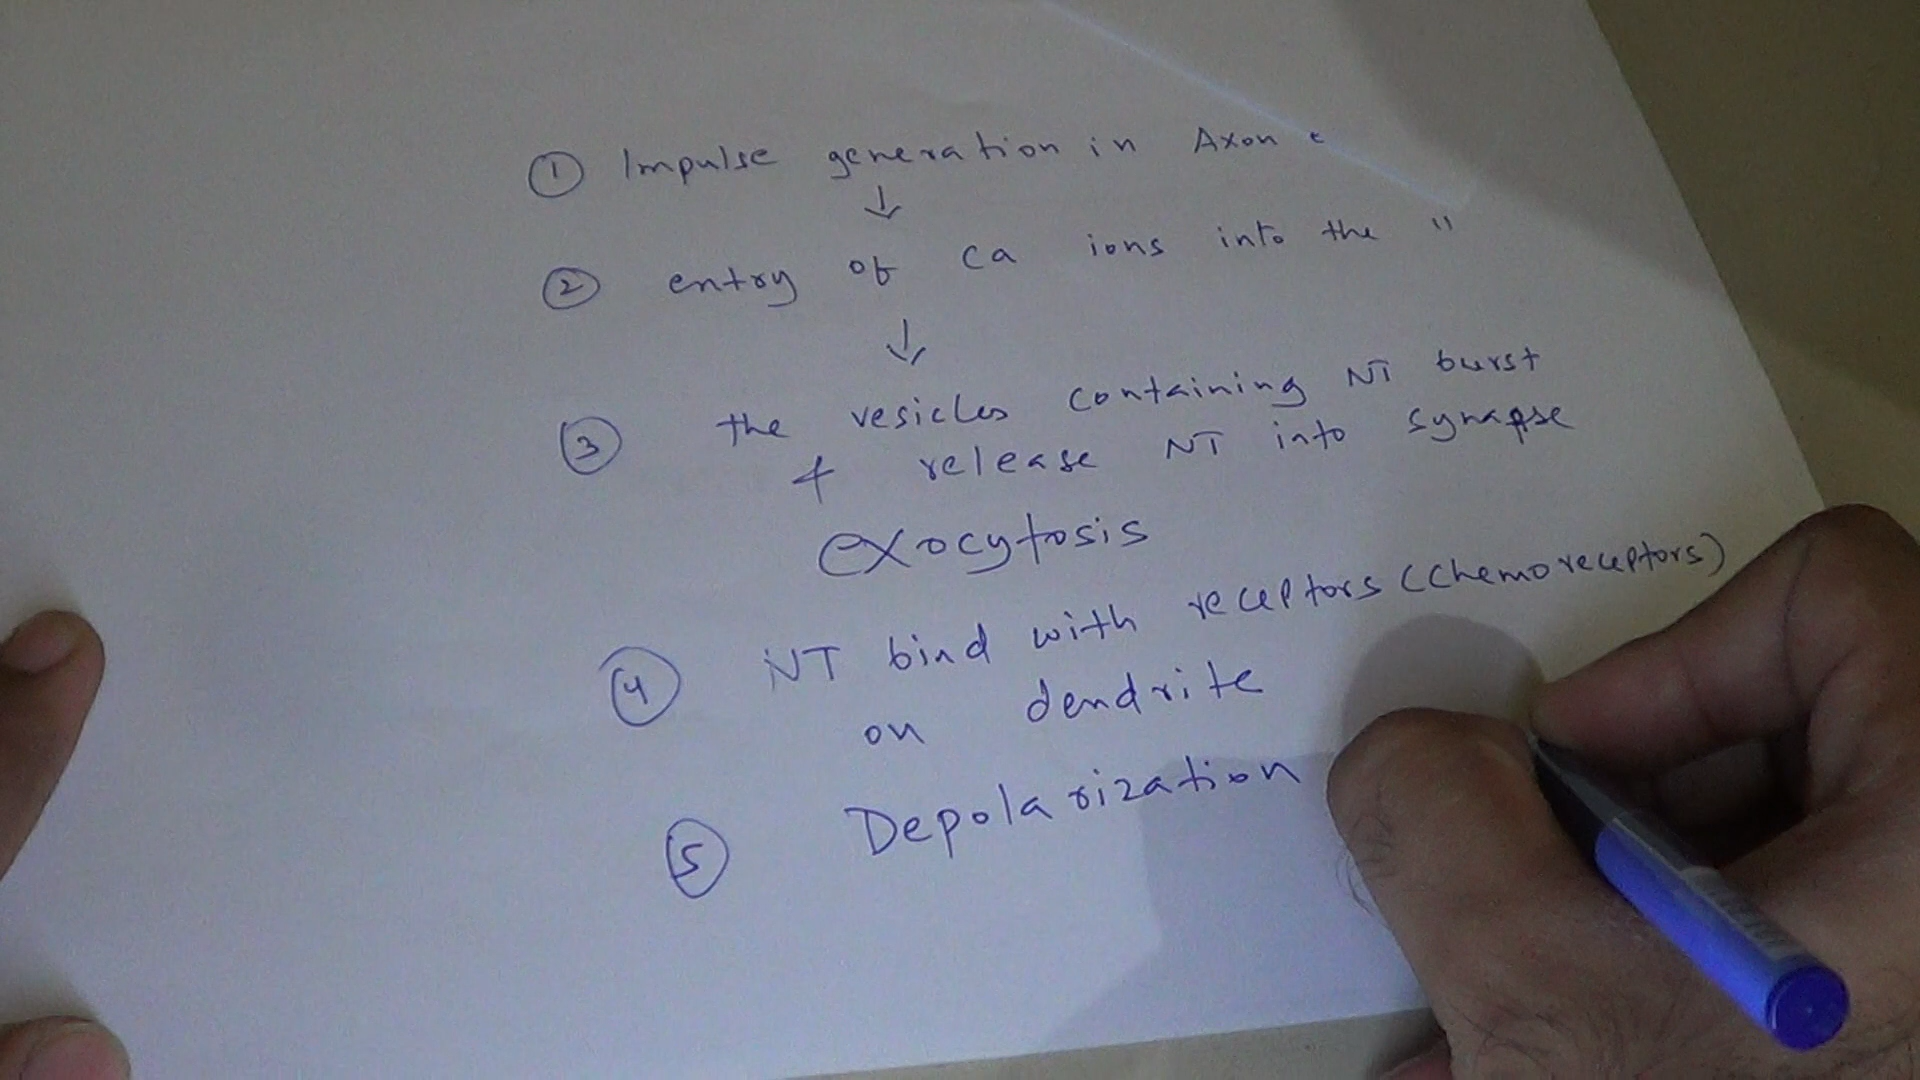 ① Impulse generation in Axon
↓
② entry of ca ions into the "
↓
③ the vesicles containing NT burst
& release NT into synapse
exocytosis
④ NT bind with receptors (chemoreceptors)
on dendrite
⑤ Depolarization